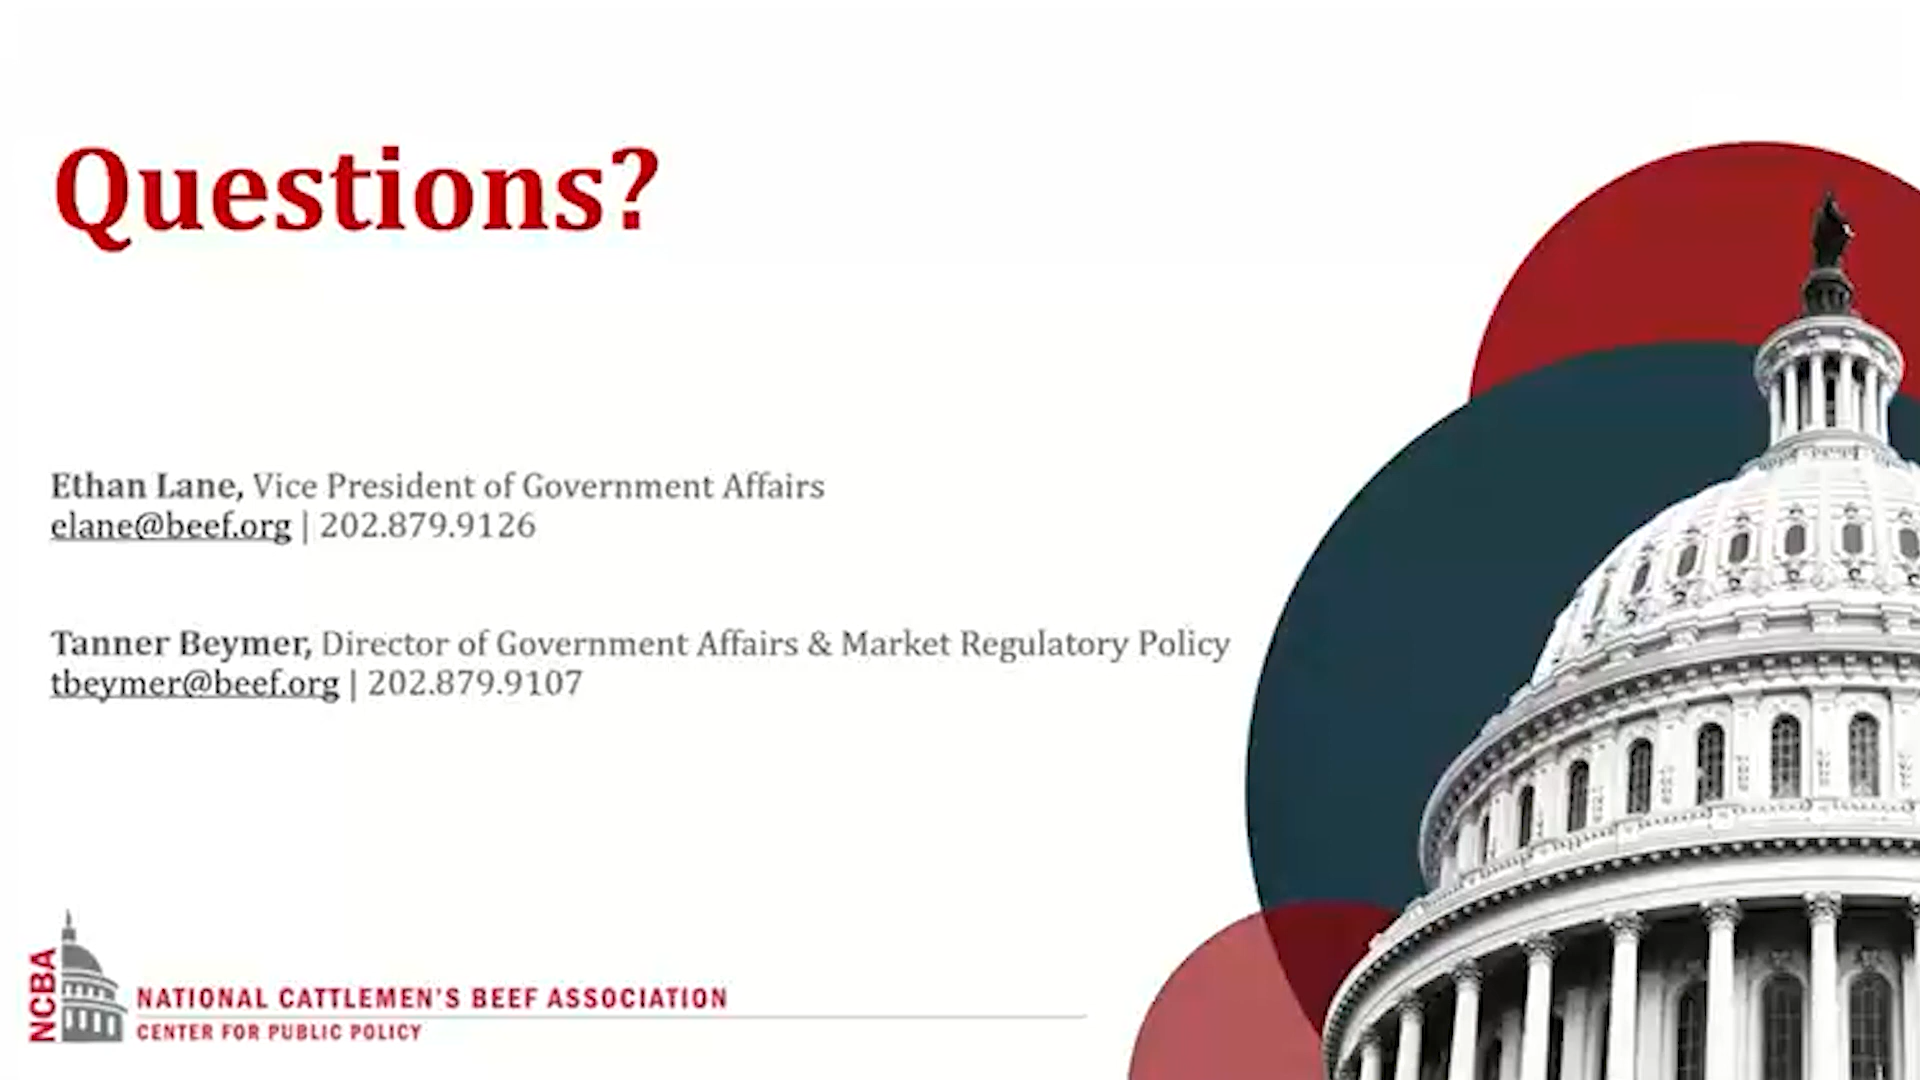 Questions?
Ethan Lane, Vice President of Government Affairs
elane@beef.org | 202.879.9126
Tanner Beymer, Director of Government Affairs & Market Regulatory Policy
tbeymer@beef.org | 202.879.9107
NCBA
NATIONAL CATTLEMEN'S BEEF ASSOCIATION
CENTER FOR PUBLIC POLICY